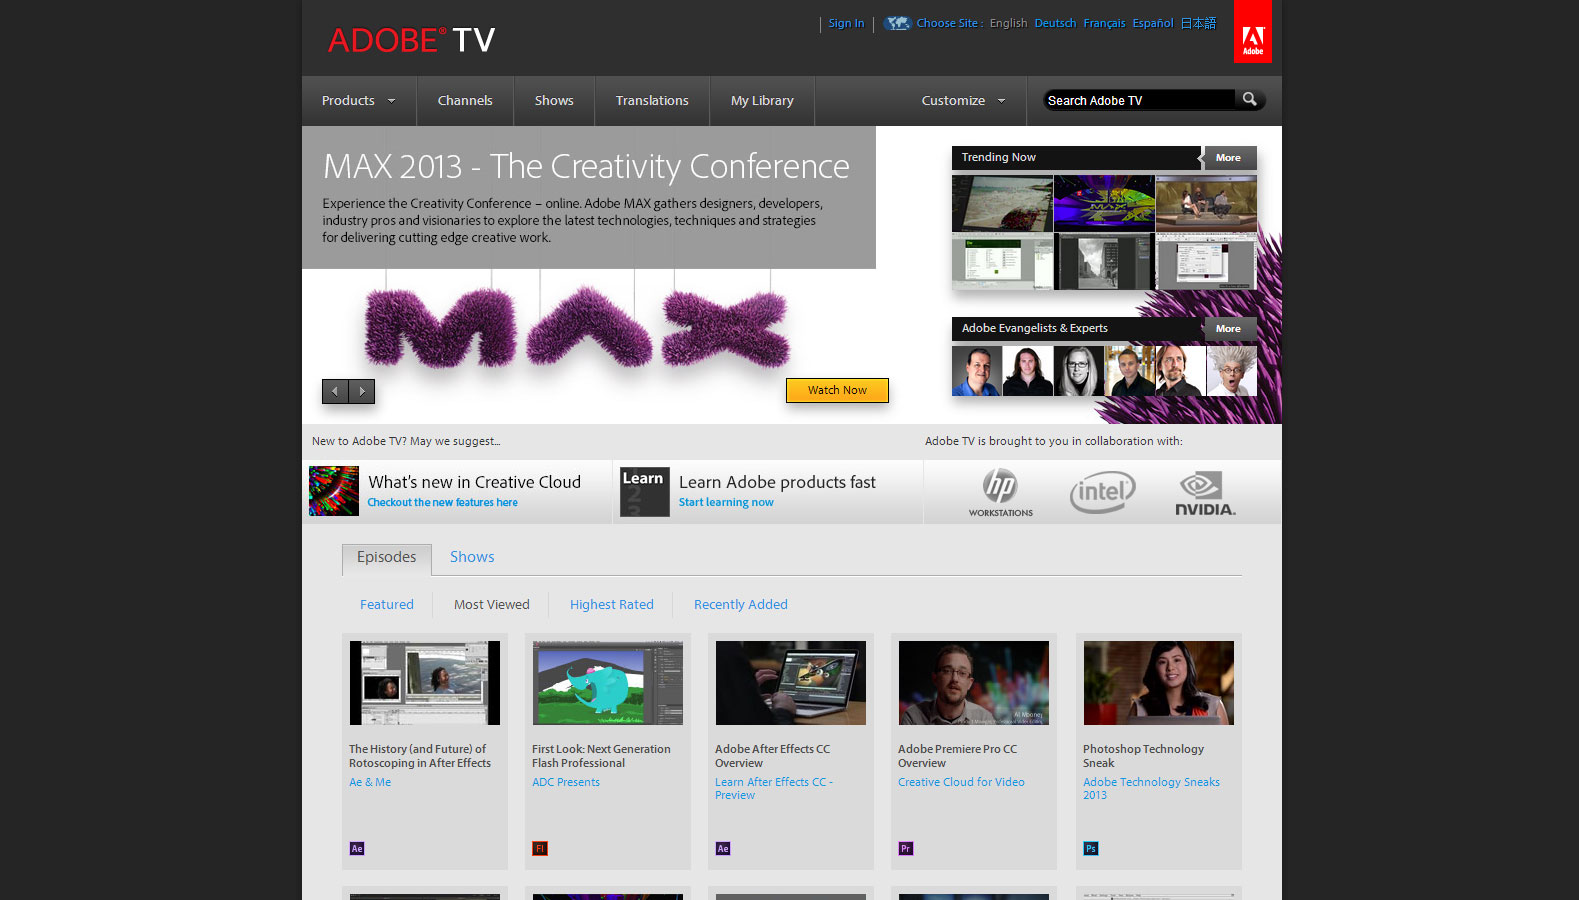 ADOBE® TV
Sign In
Choose Site : English Deutsch Français Español 日本語
Adobe
Products
Channels
Shows
Translations
My Library
Customize
Search Adobe TV
MAX 2013 - The Creativity Conference
Experience the Creativity Conference – online. Adobe MAX gathers designers, developers,
industry pros and visionaries to explore the latest technologies, techniques and strategies
for delivering cutting edge creative work.
MAX
Watch Now
Trending Now
More
MAX
Adobe Evangelists & Experts
More
New to Adobe TV? May we suggest...
Adobe TV is brought to you in collaboration with:
What's new in Creative Cloud
Checkout the new features here
Learn
1
2
3
Learn Adobe products fast
Start learning now
hp
WORKSTATIONS
intel
NVIDIA.
Episodes
Shows
Featured
Most Viewed
Highest Rated
Recently Added
The History (and Future) of
Rotoscoping in After Effects
Ae & Me
Ae
First Look: Next Generation
Flash Professional
ADC Presents
Fl
Adobe After Effects CC
Overview
Learn After Effects CC -
Preview
Ae
Al Mooney
Adobe Premiere Pro CC
Overview
Creative Cloud for Video
Pr
Photoshop Technology
Sneak
Adobe Technology Sneaks
2013
Ps